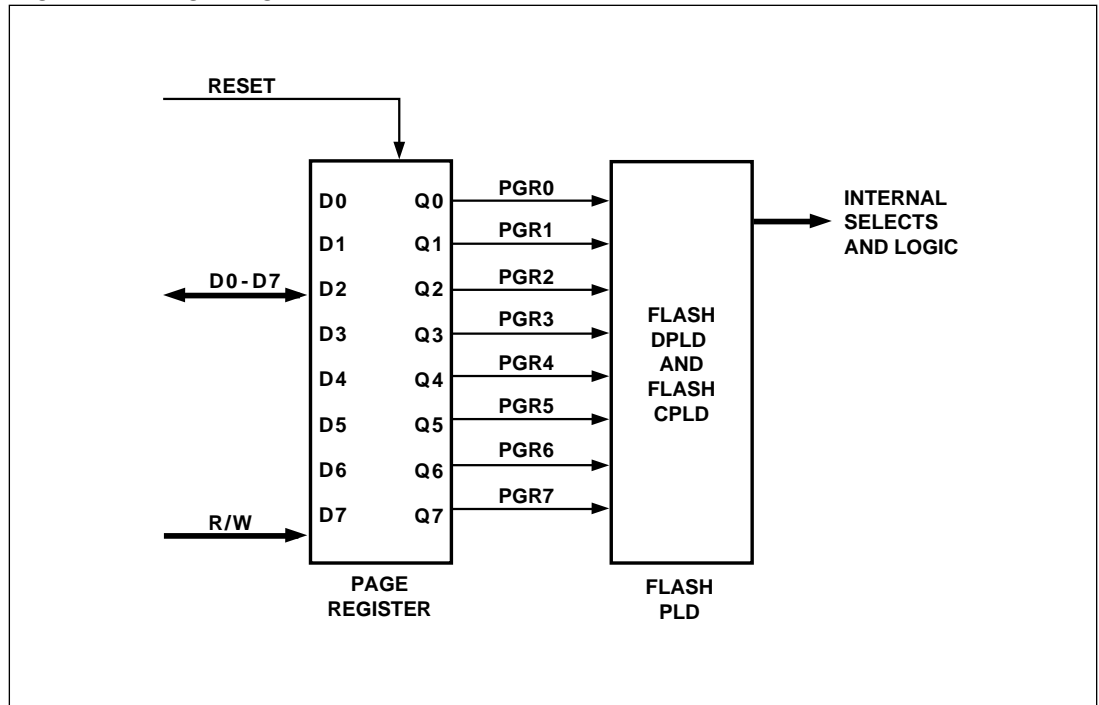 RESET
D0 Q0 PGR0
D1 Q1 PGR1
D0-D7 D2 Q2 PGR2
D3 Q3 PGR3
D4 Q4 PGR4
D5 Q5 PGR5
D6 Q6 PGR6
R/W D7 Q7 PGR7
PAGE
REGISTER
FLASH
DPLD
AND
FLASH
CPLD
FLASH
PLD
INTERNAL
SELECTS
AND LOGIC